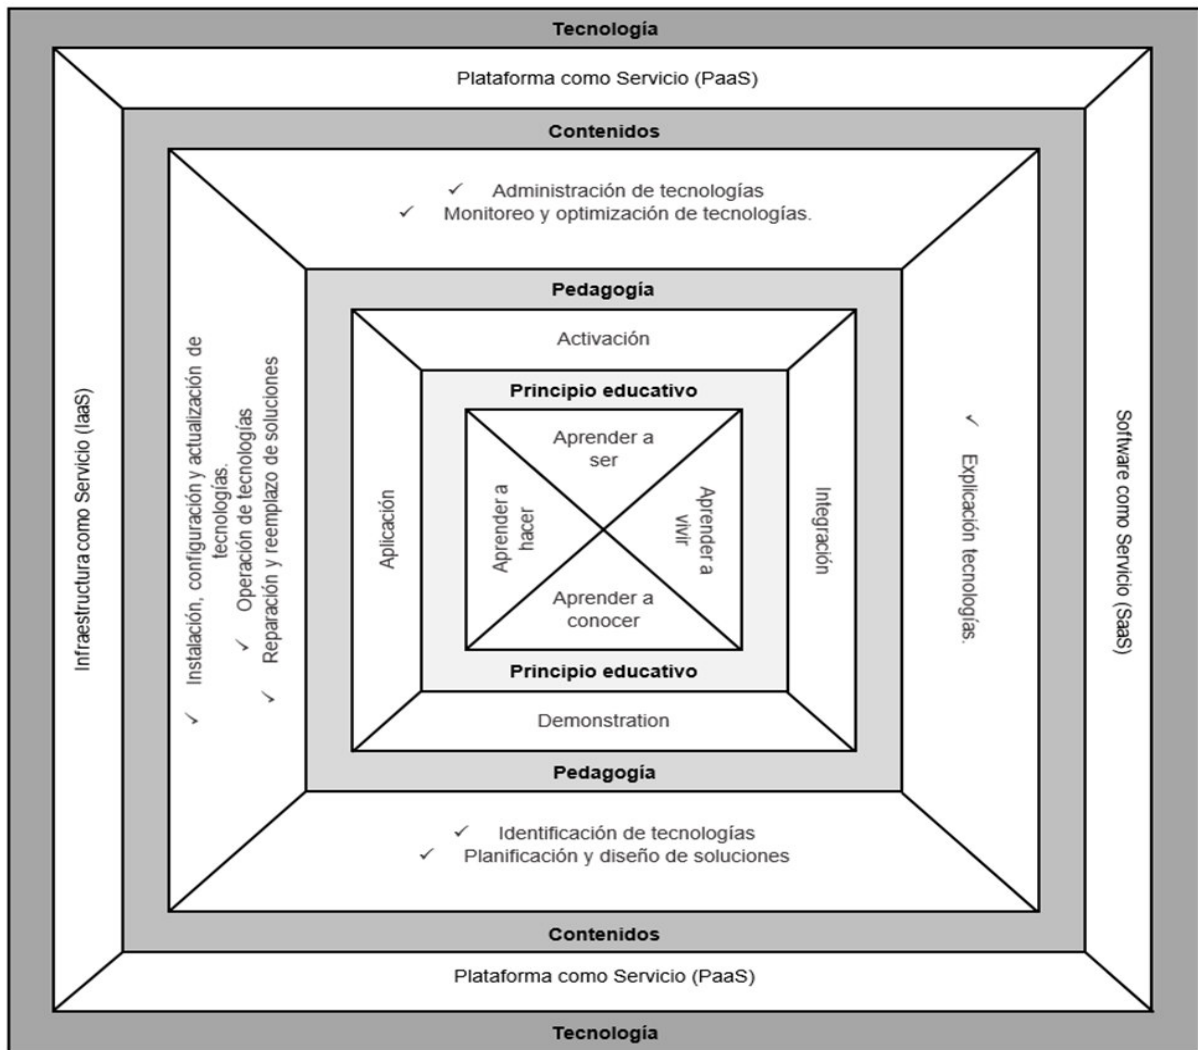 Tecnología
Plataforma como Servicio (PaaS)
Contenidos
✓ Administración de tecnologías
✓ Monitoreo y optimización de tecnologías.
Pedagogía
Activación
Principio educativo
Aprender a
ser
Infraestructura como Servicio (IaaS)
✓ Instalación, configuración y actualización de
tecnologías.
✓ Operación de tecnologías
✓ Reparación y reemplazo de soluciones
Aplicación
Aprender a
hacer
Aprender a
vivir
Integración
✓ Explicación tecnologías.
Software como Servicio (SaaS)
Aprender a
conocer
Principio educativo
Demonstration
Pedagogía
✓ Identificación de tecnologías
✓ Planificación y diseño de soluciones
Contenidos
Plataforma como Servicio (PaaS)
Tecnología